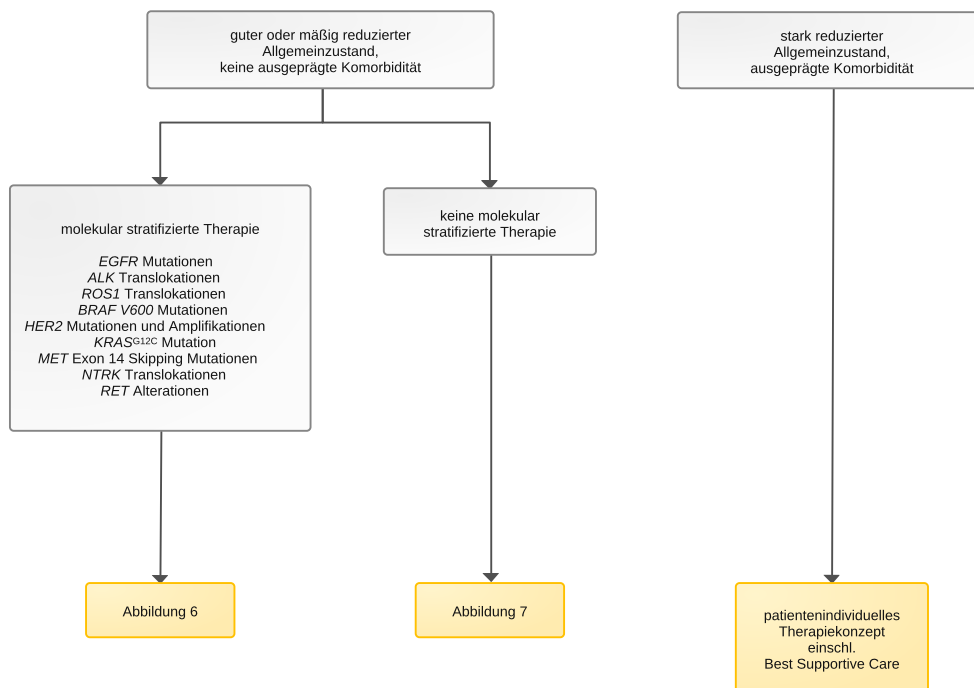 guter oder mäßig reduzierter
Allgemeinzustand,
keine ausgeprägte Komorbidität
stark reduzierter
Allgemeinzustand,
ausgeprägte Komorbidität
molekular stratifizierte Therapie
EGFR Mutationen
ALK Translokationen
ROS1 Translokationen
BRAF V600 Mutationen
HER2 Mutationen und Amplifikationen
KRASG12C Mutation
MET Exon 14 Skipping Mutationen
NTRK Translokationen
RET Alterationen
keine molekular
stratifizierte Therapie
Abbildung 6
Abbildung 7
patientenindividuelles
Therapiekonzept
einschl.
Best Supportive Care